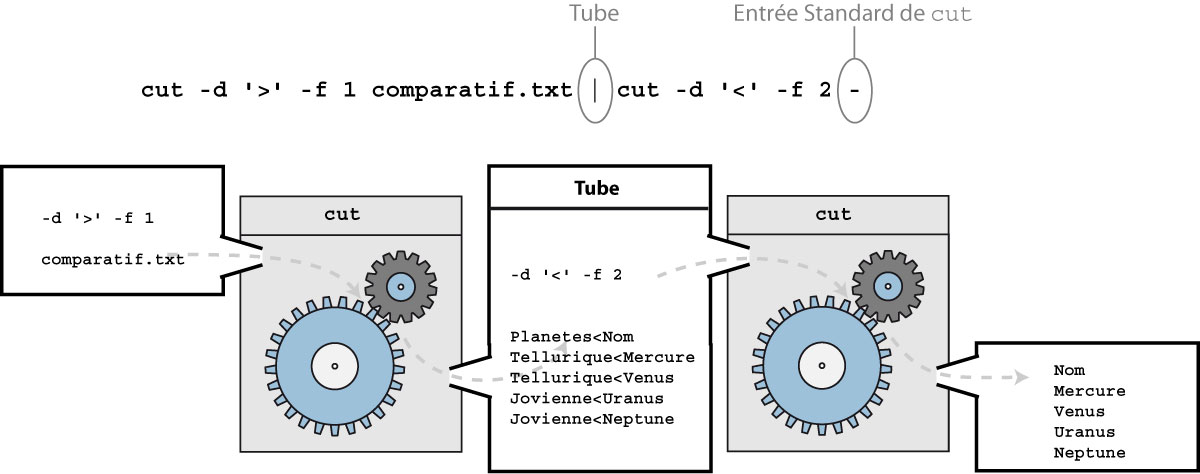 Tube
Entrée Standard de cut
cut -d '>' -f 1 comparatif.txt | cut -d '<' -f 2 -
-d '>' -f 1
comparatif.txt
cut
Tube
-d '<' -f 2
Planetes<Nom
Tellurique<Mercure
Tellurique<Venus
Jovienne<Uranus
Jovienne<Neptune
cut
Nom
Mercure
Venus
Uranus
Neptune